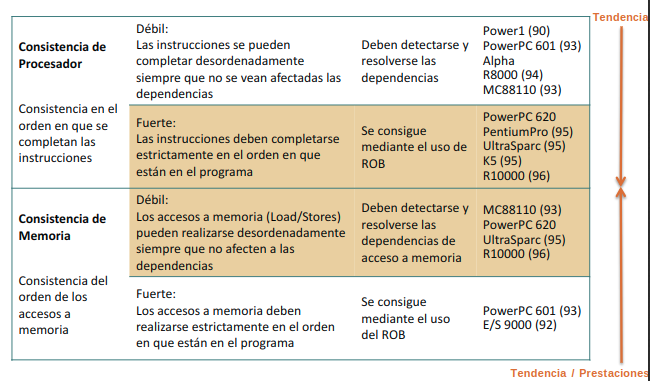 Tendencia
Consistencia de
Procesador
Consistencia en el
orden en que se
completan las
instrucciones
Débil:
Las instrucciones se pueden
completar desordenadamente
siempre que no se vean afectadas las
dependencias
Deben detectarse y
resolverse las
dependencias
Power1 (90)
PowerPC 601 (93)
Alpha
R8000 (94)
MC88110 (93)
Fuerte:
Las instrucciones deben completarse
estrictamente en el orden en que
están en el programa
Se consigue
mediante el uso de
ROB
PowerPC 620
PentiumPro (95)
UltraSparc (95)
K5 (95)
R10000 (96)
Consistencia de
Memoria
Consistencia del
orden de los
accesos a
memoria
Débil:
Los accesos a memoria (Load/Stores)
pueden realizarse desordenadamente
siempre que no afecten a las
dependencias
Deben detectarse y
resolverse las
dependencias de
acceso a memoria
MC88110 (93)
PowerPC 620
UltraSparc (95)
R10000 (96)
Fuerte:
Los accesos a memoria deben
realizarse estrictamente en el orden
en que están en el programa
Se consigue
mediante el uso
del ROB
PowerPC 601 (93)
E/S 9000 (92)
Tendencia / Prestaciones